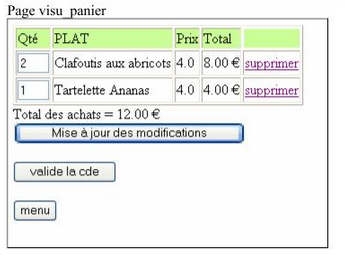 Page visu_panier
Qté PLAT Prix Total
2 Clafoutis aux abricots 4.0 8.00 € supprimer
1 Tartelette Ananas 4.0 4.00 € supprimer
Total des achats = 12.00 €
Mise à jour des modifications
valide la cde
menu